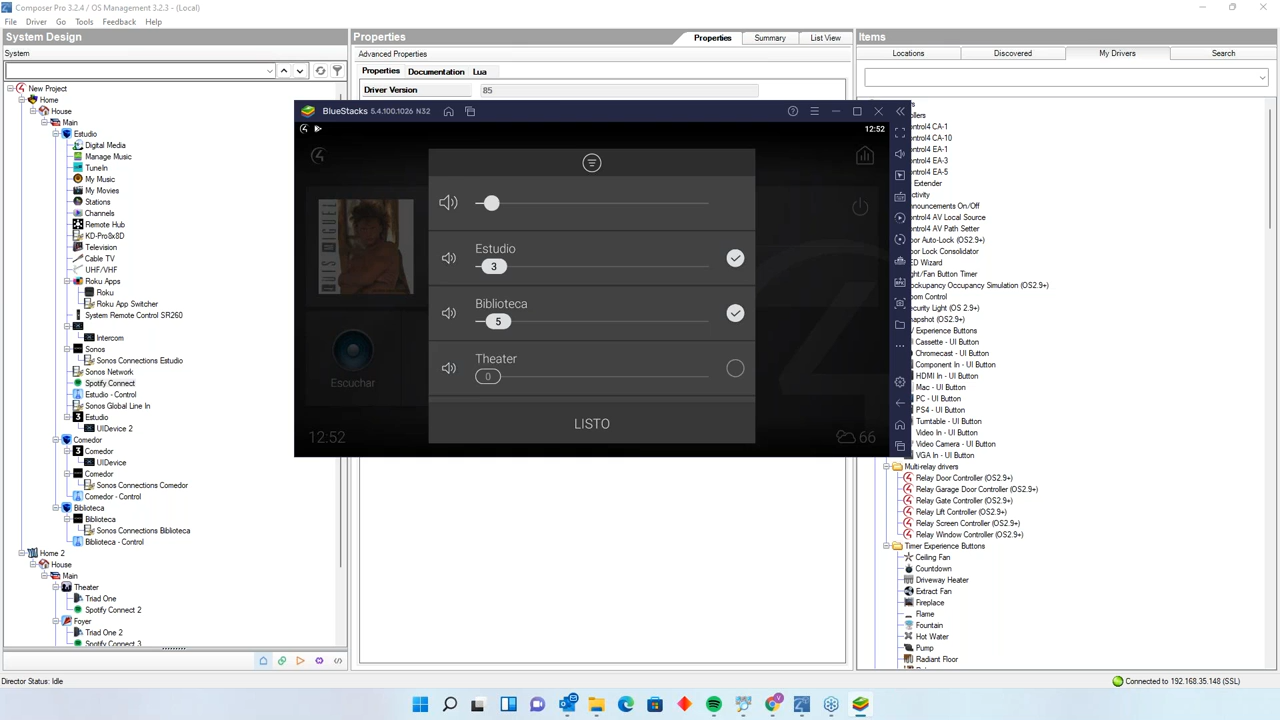 Composer Pro 3.2.4 / OS Management 3.2.3 - (Local)
File Driver Go Tools Feedback Help
System Design
System
New Project
Home
House
Main
Estudio
Digital Media
Manage Music
TuneIn
My Music
My Movies
Stations
Channels
Remote Hub
KD-Pro8x8D
Television
Cable TV
UHF/VHF
Roku Apps
Roku
Roku App Switcher
System Remote Control SR260
Intercom
Sonos
Sonos Connections Estudio
Sonos Network
Spotify Connect
Estudio - Control
Sonos Global Line In
Estudio
UIDevice 2
Comedor
Comedor
UIDevice
Comedor
Sonos Connections Comedor
Comedor - Control
Biblioteca
Biblioteca
Sonos Connections Biblioteca
Biblioteca - Control
Home 2
House
Main
Theater
Triad One
Spotify Connect 2
Foyer
Triad One 2
Spotify Connect 3
Properties
Properties Summary List View
Advanced Properties
Properties Documentation Lua
Driver Version 85
BlueStacks 5.4.100.1026 N32
12:52
LUIS MIGUEL
Escuchar
12:52
Estudio
3
Biblioteca
5
Theater
0
LISTO
66
Items
Locations Discovered My Drivers Search
ontrol4 CA-1
ontrol4 CA-10
ontrol4 EA-1
ontrol4 EA-3
ontrol4 EA-5
Extender
ctivity
nnouncements On/Off
ontrol4 AV Local Source
ontrol4 AV Path Setter
oor Auto-Lock (OS2.9+)
oor Lock Consolidator
ED Wizard
ight/Fan Button Timer
ockupancy Occupancy Simulation (OS2.9+)
oom Control
ecurity Light (OS 2.9+)
napshot (OS2.9+)
V Experience Buttons
Cassette - UI Button
Chromecast - UI Button
Component In - UI Button
HDMI In - UI Button
Mac - UI Button
PC - UI Button
PS4 - UI Button
Turntable - UI Button
Video In - UI Button
Video Camera - UI Button
VGA In - UI Button
Multi-relay drivers
Relay Door Controller (OS2.9+)
Relay Garage Door Controller (OS2.9+)
Relay Gate Controller (OS2.9+)
Relay Lift Controller (OS2.9+)
Relay Screen Controller (OS2.9+)
Relay Window Controller (OS2.9+)
Timer Experience Buttons
Ceiling Fan
Countdown
Driveway Heater
Extract Fan
Fireplace
Flame
Fountain
Hot Water
Pump
Radiant Floor
Director Status: Idle
Connected to 192.168.35.148 (SSL)